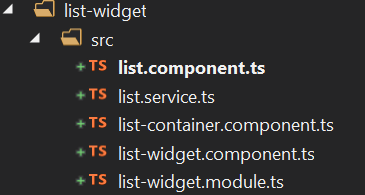 list-widget
src
+TS list.component.ts
+TS list.service.ts
+TS list-container.component.ts
+TS list-widget.component.ts
+TS list-widget.module.ts